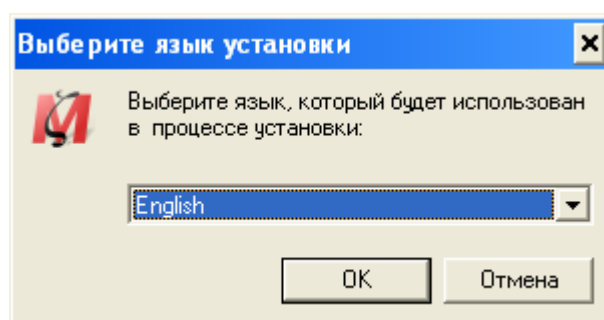 Выберите язык установки
Выберите язык, который будет использован
в процессе установки:
English
OK
Отмена